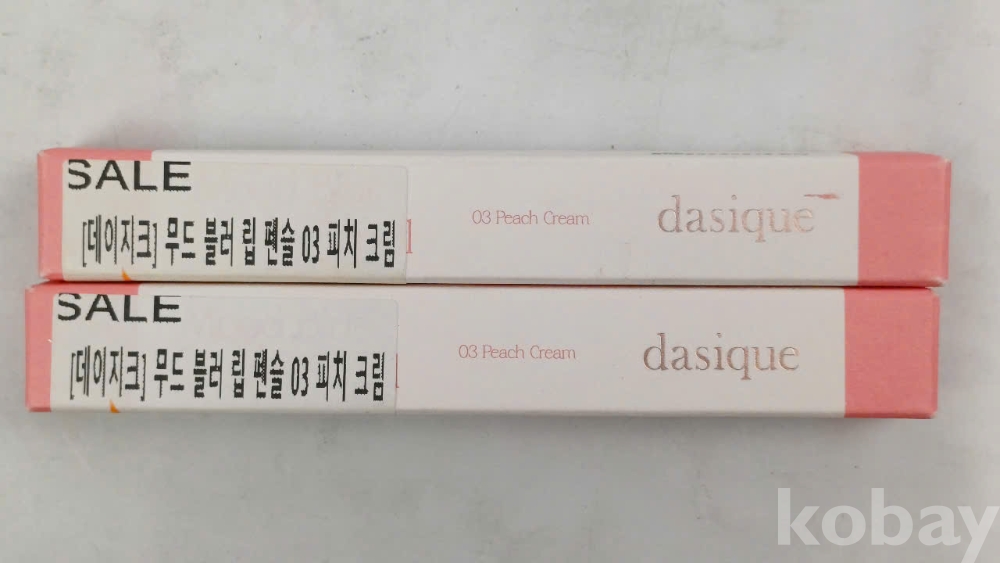 SALE
[데이지크] 무드 블러 립 펜슬 03 피치 크림
03 Peach Cream
dasique
SALE
[데이지크] 무드 블러 립 펜슬 03 피치 크림
03 Peach Cream
dasique
kobay